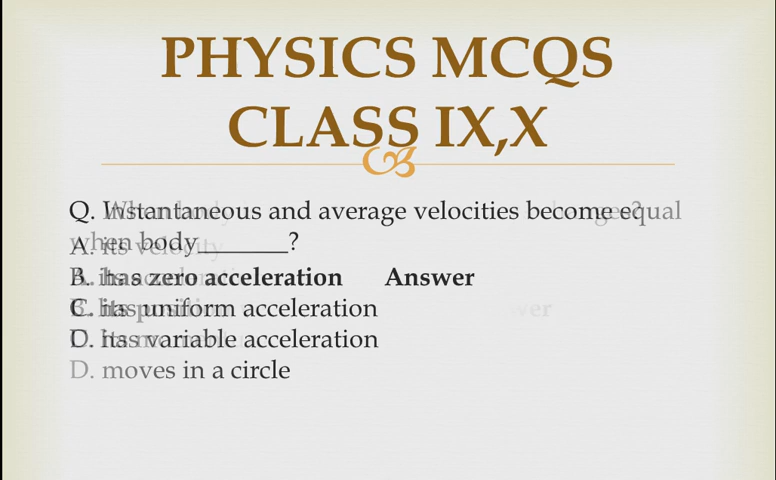 PHYSICS MCQS
CLASS IX,X
Q. Instantaneous and average velocities become equal
when body_______?
A. has zero acceleration Answer
B. has uniform acceleration
C. has variable acceleration
D. moves in a circle